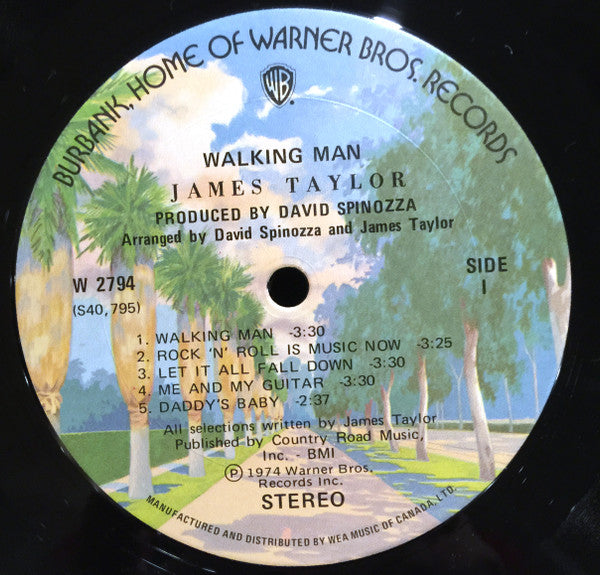 BURBANK, HOME OF WARNER BROS. RECORDS
WB
WALKING MAN
JAMES TAYLOR
PRODUCED BY DAVID SPINOZZA
Arranged by David Spinozza and James Taylor
W 2794
(S40,795)
SIDE
I
1. WALKING MAN -3:30
2. ROCK 'N' ROLL IS MUSIC NOW -3:25
3. LET IT ALL FALL DOWN -3:30
4. ME AND MY GUITAR -3:30
5. DADDY'S BABY -2:37
All selections written by James Taylor
Published by Country Road Music,
Inc. - BMI
Ⓟ 1974 Warner Bros.
Records Inc.
STEREO
MANUFACTURED AND DISTRIBUTED BY WEA MUSIC OF CANADA, LTD.